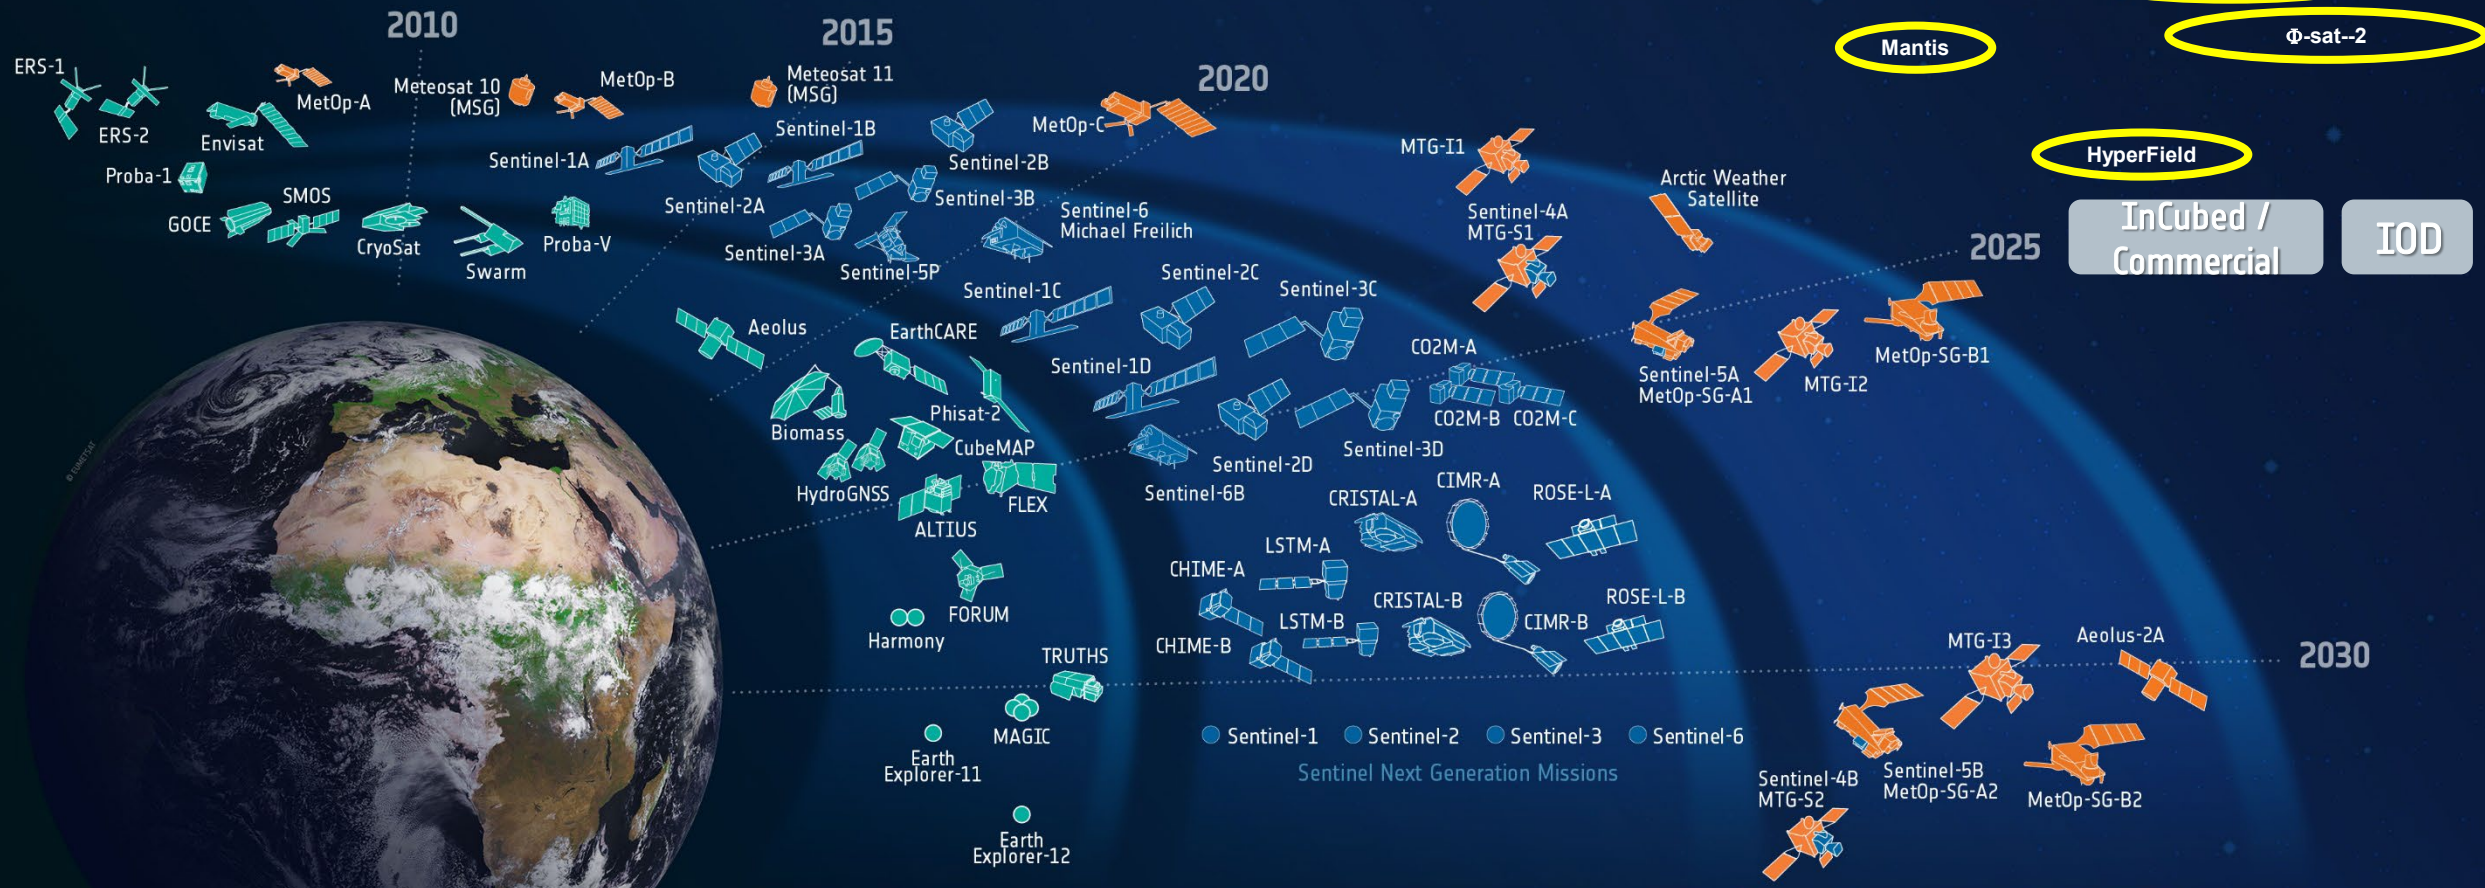 2010
2015
2020
Mantis
Φ-sat--2
ERS-1
ERS-2
MetOp-A
Envisat
Meteosat 10
(MSG)
MetOp-B
Meteosat 11
(MSG)
Sentinel-1A
Sentinel-1B
Sentinel-2A
Sentinel-2B
MetOp-C
MTG-I1
HyperField
Proba-1
GOCE
SMOS
CryoSat
Swarm
Proba-V
Sentinel-3A
Sentinel-3B
Sentinel-5P
Sentinel-6
Michael Freilich
Sentinel-4A
MTG-S1
Arctic Weather
Satellite
InCubed /
Commercial
IOD
2025
Aeolus
EarthCARE
Sentinel-1C
Sentinel-2C
Sentinel-3C
Sentinel-1D
CO2M-A
CO2M-B
CO2M-C
Sentinel-5A
MetOp-SG-A1
MTG-I2
MetOp-SG-B1
Biomass
Phisat-2
CubeMAP
HydroGNSS
ALTIUS
FLEX
Sentinel-6B
Sentinel-2D
Sentinel-3D
© EUMETSAT
CRISTAL-A
CIMR-A
ROSE-L-A
LSTM-A
CHIME-A
FORUM
Harmony
CHIME-B
LSTM-B
CRISTAL-B
CIMR-B
ROSE-L-B
TRUTHS
MTG-I3
Aeolus-2A
2030
MAGIC
Earth
Explorer-11
Earth
Explorer-12
Sentinel-1
Sentinel-2
Sentinel-3
Sentinel-6
Sentinel Next Generation Missions
Sentinel-4B
MTG-S2
Sentinel-5B
MetOp-SG-A2
MetOp-SG-B2